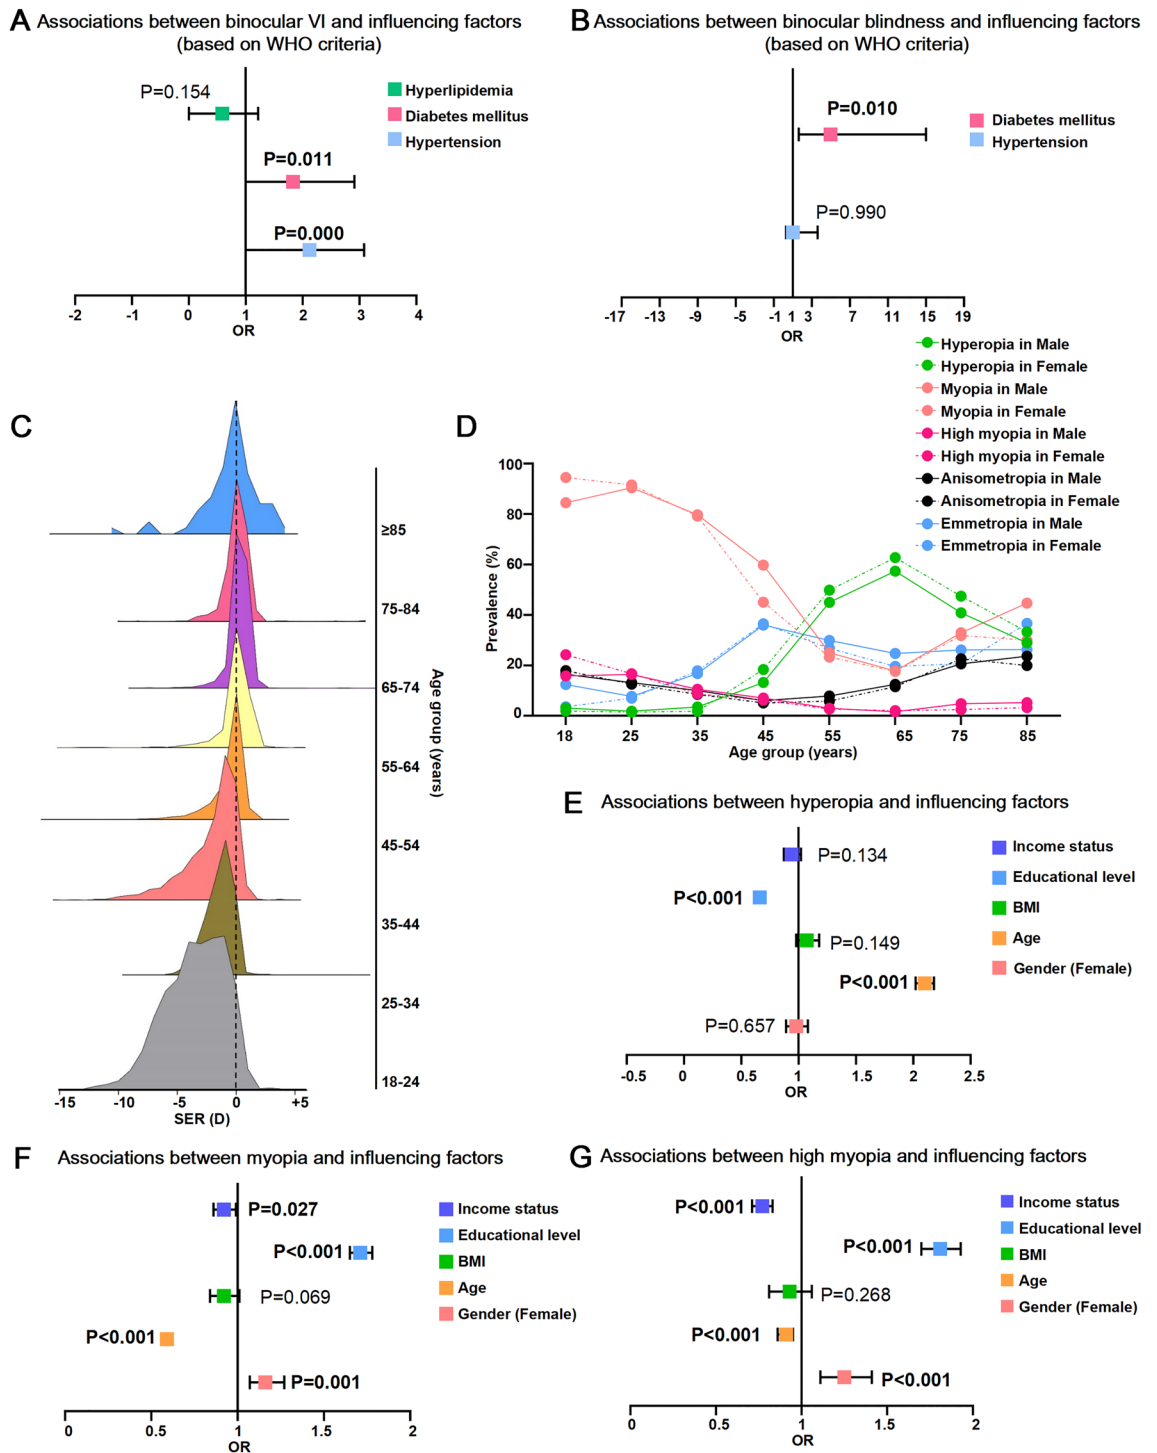 A Associations between binocular VI and influencing factors
(based on WHO criteria)
P=0.154
P=0.011
P=0.000
Hyperlipidemia
Diabetes mellitus
Hypertension
-2 -1 0 1 2 3 4
OR
B Associations between binocular blindness and influencing factors
(based on WHO criteria)
P=0.010
P=0.990
Diabetes mellitus
Hypertension
-17 -13 -9 -5 -1 1 3 7 11 15 19
OR
C
≥85
75-84
65-74
55-64
45-54
35-44
25-34
18-24
Age group (years)
-15 -10 -5 0 +5
SER (D)
D
Hyperopia in Male
Hyperopia in Female
Myopia in Male
Myopia in Female
High myopia in Male
High myopia in Female
Anisometropia in Male
Anisometropia in Female
Emmetropia in Male
Emmetropia in Female
Prevalence (%)
100
80
60
40
20
0
18 25 35 45 55 65 75 85
Age group (years)
E Associations between hyperopia and influencing factors
P=0.134
P<0.001
P=0.149
P<0.001
P=0.657
Income status
Educational level
BMI
Age
Gender (Female)
-0.5 0 0.5 1 1.5 2 2.5
OR
F Associations between myopia and influencing factors
P=0.027
P<0.001
P=0.069
P<0.001
P=0.001
Income status
Educational level
BMI
Age
Gender (Female)
0 0.5 1 1.5 2
OR
G Associations between high myopia and influencing factors
P<0.001
P<0.001
P=0.268
P<0.001
P<0.001
Income status
Educational level
BMI
Age
Gender (Female)
0 0.5 1 1.5 2
OR